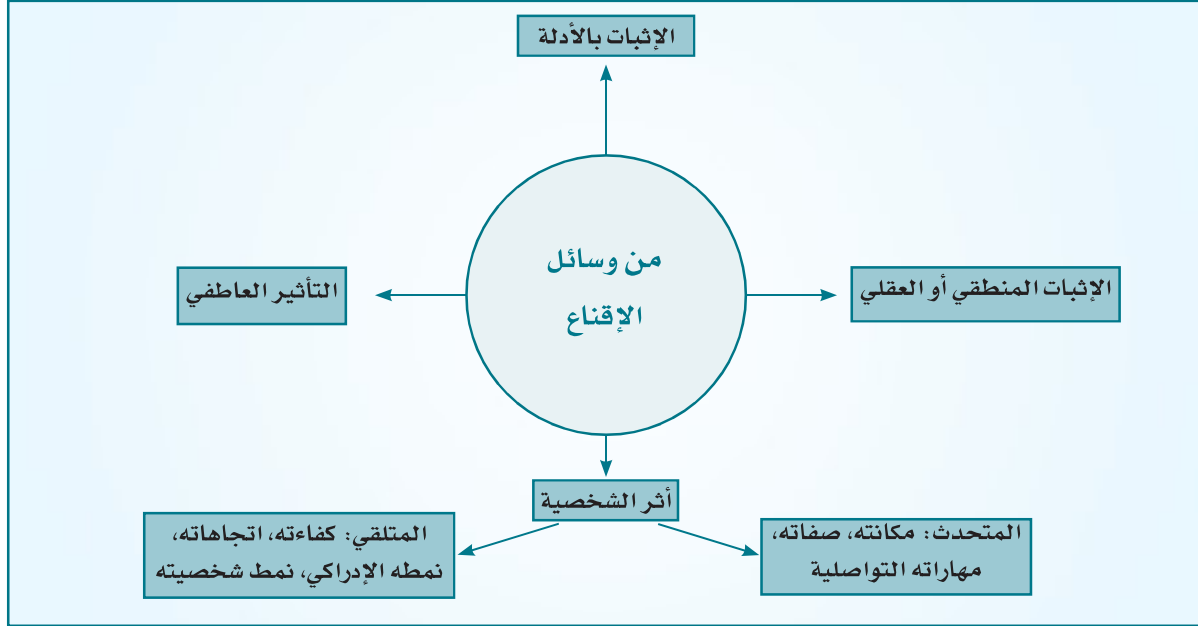 الإثبات بالأدلة
من وسائل
الإقناع
الإثبات المنطقي أو العقلي
التأثير العاطفي
أثر الشخصية
المتحدث: مكانته، صفاته،
مهاراته التواصلية
المتلقي: كفاءته، اتجاهاته،
نمطه الإدراكي، نمط شخصيته